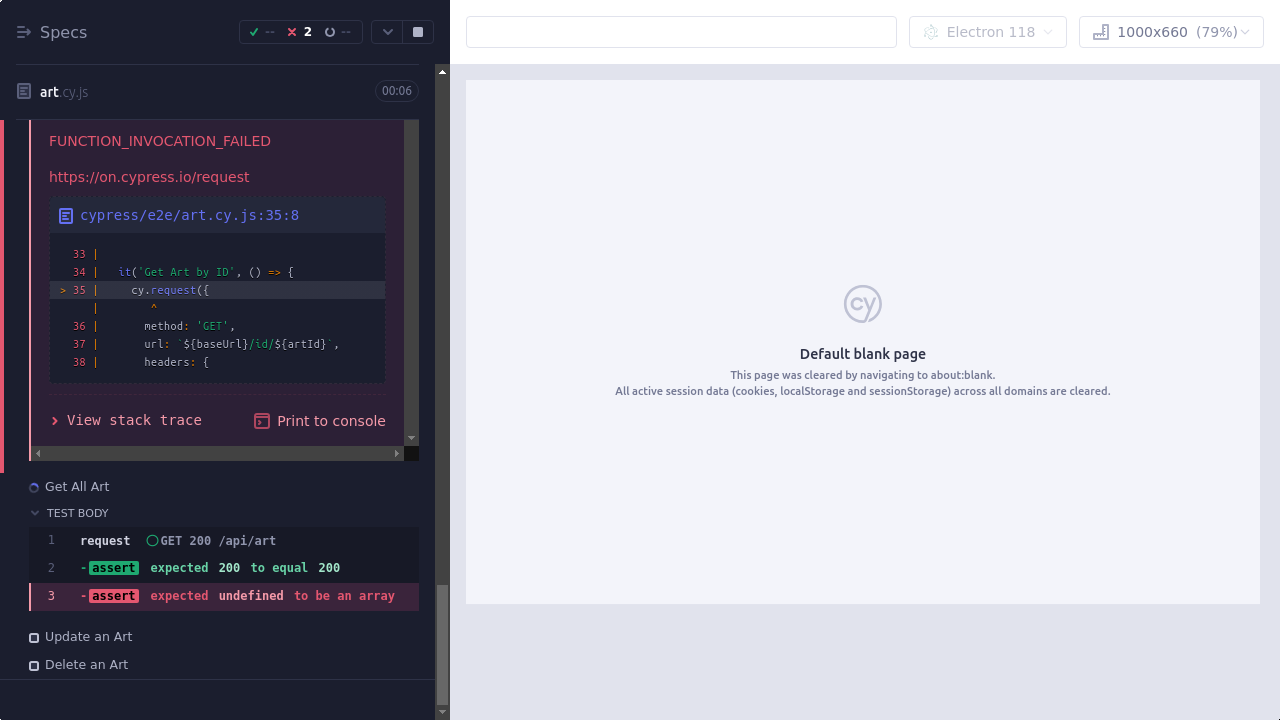 Specs
-- 2 --
art.cy.js 00:06
FUNCTION_INVOCATION_FAILED
https://on.cypress.io/request
cypress/e2e/art.cy.js:35:8
33 |
34 | it('Get Art by ID', () => {
> 35 | cy.request({
| ^
36 | method: 'GET',
37 | url: `${baseUrl}/id/${artId}`,
38 | headers: {
View stack trace
Print to console
Get All Art
TEST BODY
1 request GET 200 /api/art
2 -assert expected 200 to equal 200
3 -assert expected undefined to be an array
Update an Art
Delete an Art
Electron 118
1000x660 (79%)
cy
Default blank page
This page was cleared by navigating to about:blank.
All active session data (cookies, localStorage and sessionStorage) across all domains are cleared.